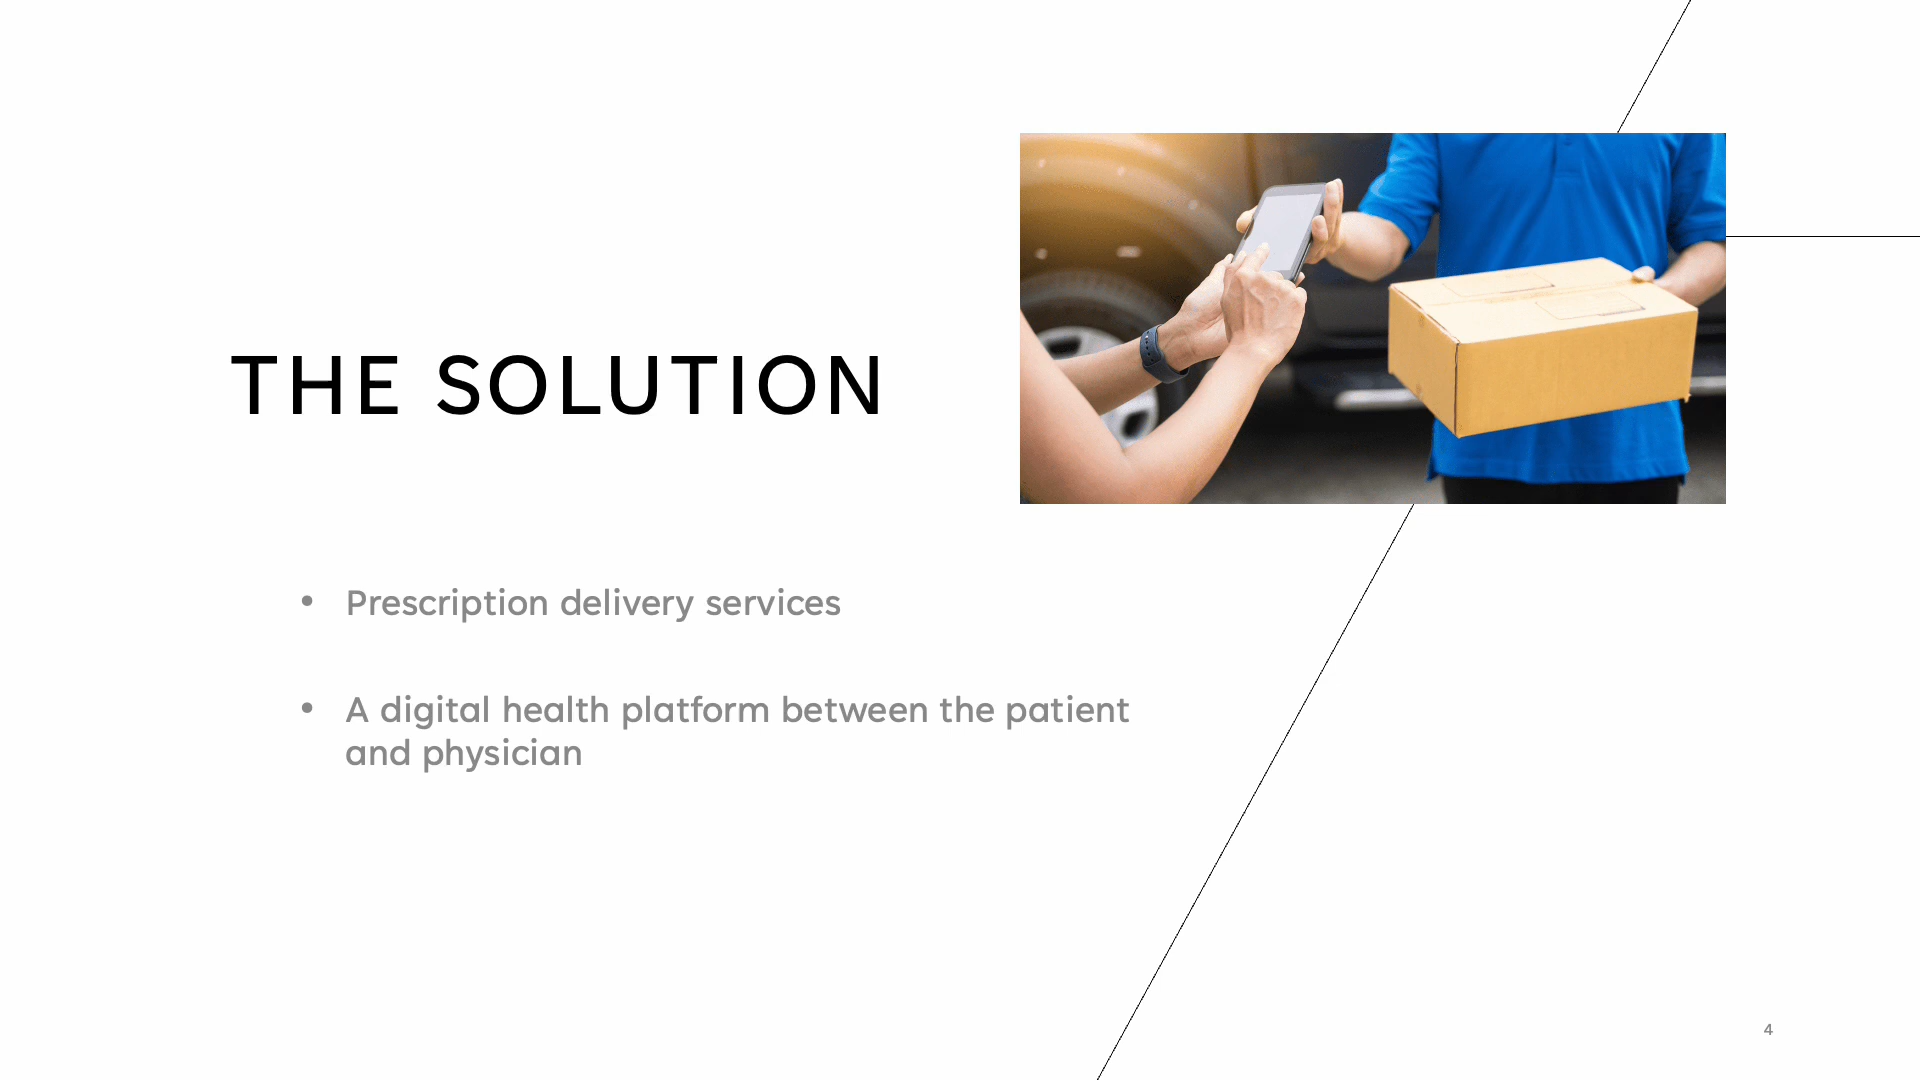 THE SOLUTION
• Prescription delivery services
• A digital health platform between the patient
and physician
4